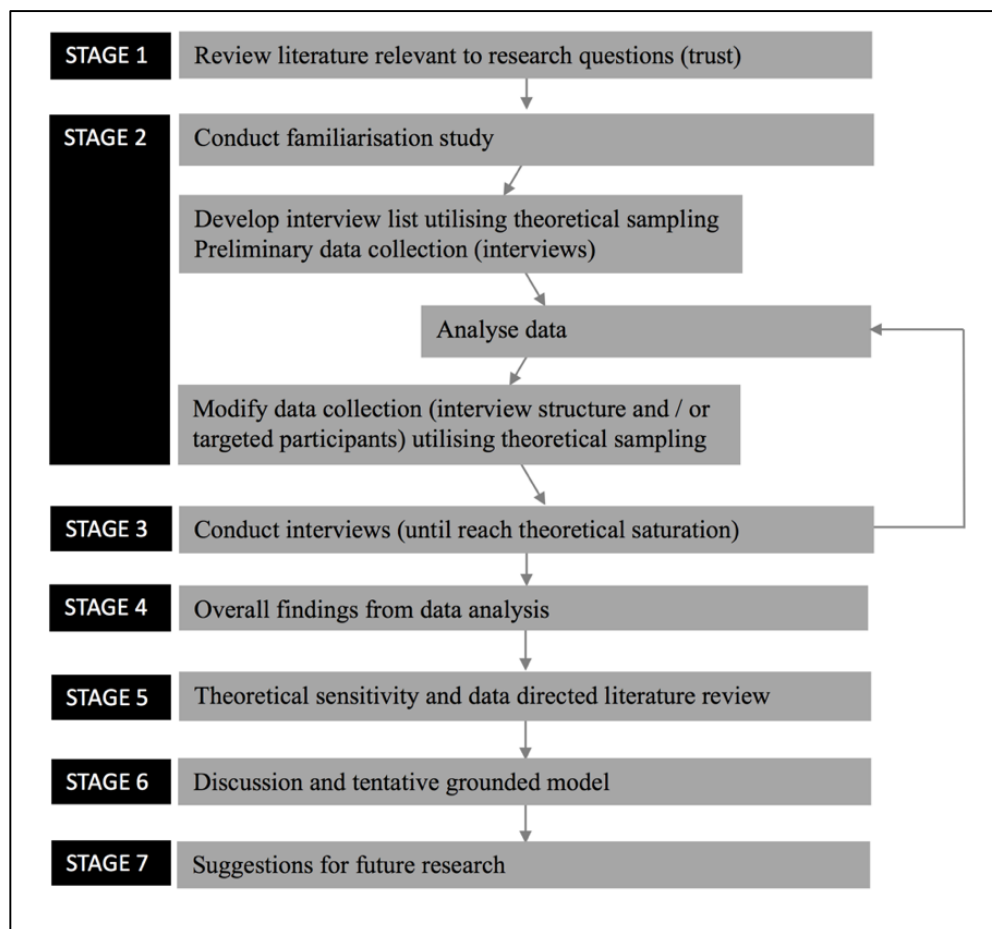 STAGE 1
Review literature relevant to research questions (trust)
STAGE 2
Conduct familiarisation study
Develop interview list utilising theoretical sampling
Preliminary data collection (interviews)
Analyse data
Modify data collection (interview structure and / or
targeted participants) utilising theoretical sampling
STAGE 3
Conduct interviews (until reach theoretical saturation)
STAGE 4
Overall findings from data analysis
STAGE 5
Theoretical sensitivity and data directed literature review
STAGE 6
Discussion and tentative grounded model
STAGE 7
Suggestions for future research